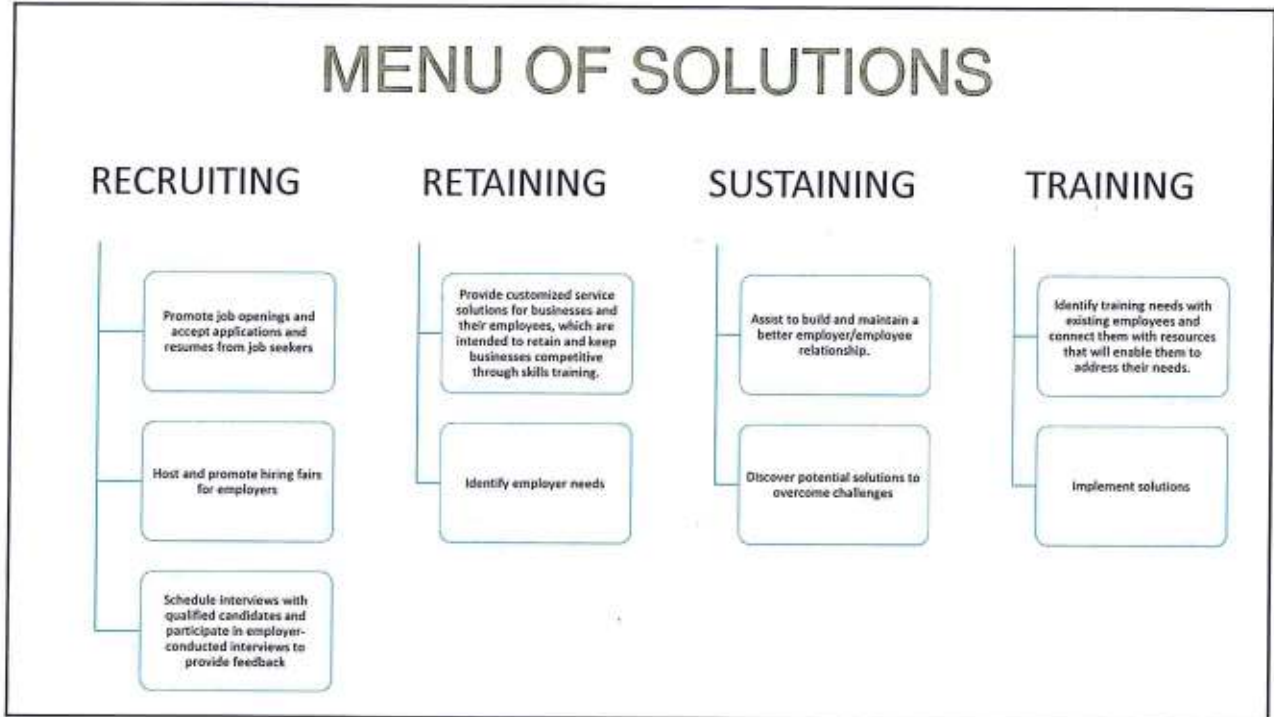 MENU OF SOLUTIONS
RECRUITING
Promote job openings and
accept applications and
resumes from job seekers
Host and promote hiring fairs
for employers
Schedule interviews with
qualified candidates and
participate in employer-
conducted interviews to
provide feedback
RETAINING
Provide customized service
solutions for businesses and
their employees, which are
intended to retain and keep
businesses competitive
through skills training.
Identify employer needs
SUSTAINING
Assist to build and maintain a
better employer/employee
relationship.
Discover potential solutions to
overcome challenges
TRAINING
Identify training needs with
existing employees and
connect them with resources
that will enable them to
address their needs.
Implement solutions